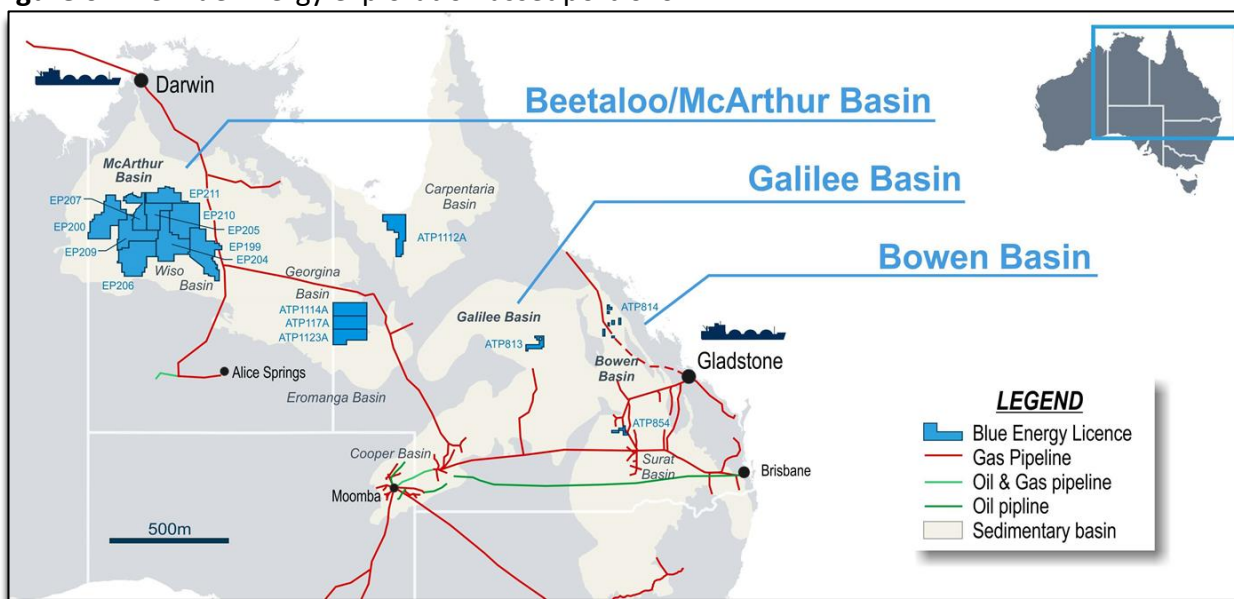 Darwin
Beetaloo/McArthur Basin
McArthur
Basin
Carpentaria
Basin
Galilee Basin
EP207
EP211
EP200
EP210
EP205
ATP1112A
EP209
EP199
EP204
Bowen Basin
Wiso
Basin
EP206
Georgina
Basin
ATP1114A
ATP117A
ATP1123A
Galilee Basin
ATP813
ATP814
Bowen
Basin
Gladstone
Alice Springs
Eromanga Basin
ATP854
Cooper Basin
Surat
Basin
Moomba
Brisbane
500m
LEGEND
Blue Energy Licence
Gas Pipeline
Oil & Gas pipeline
Oil pipline
Sedimentary basin